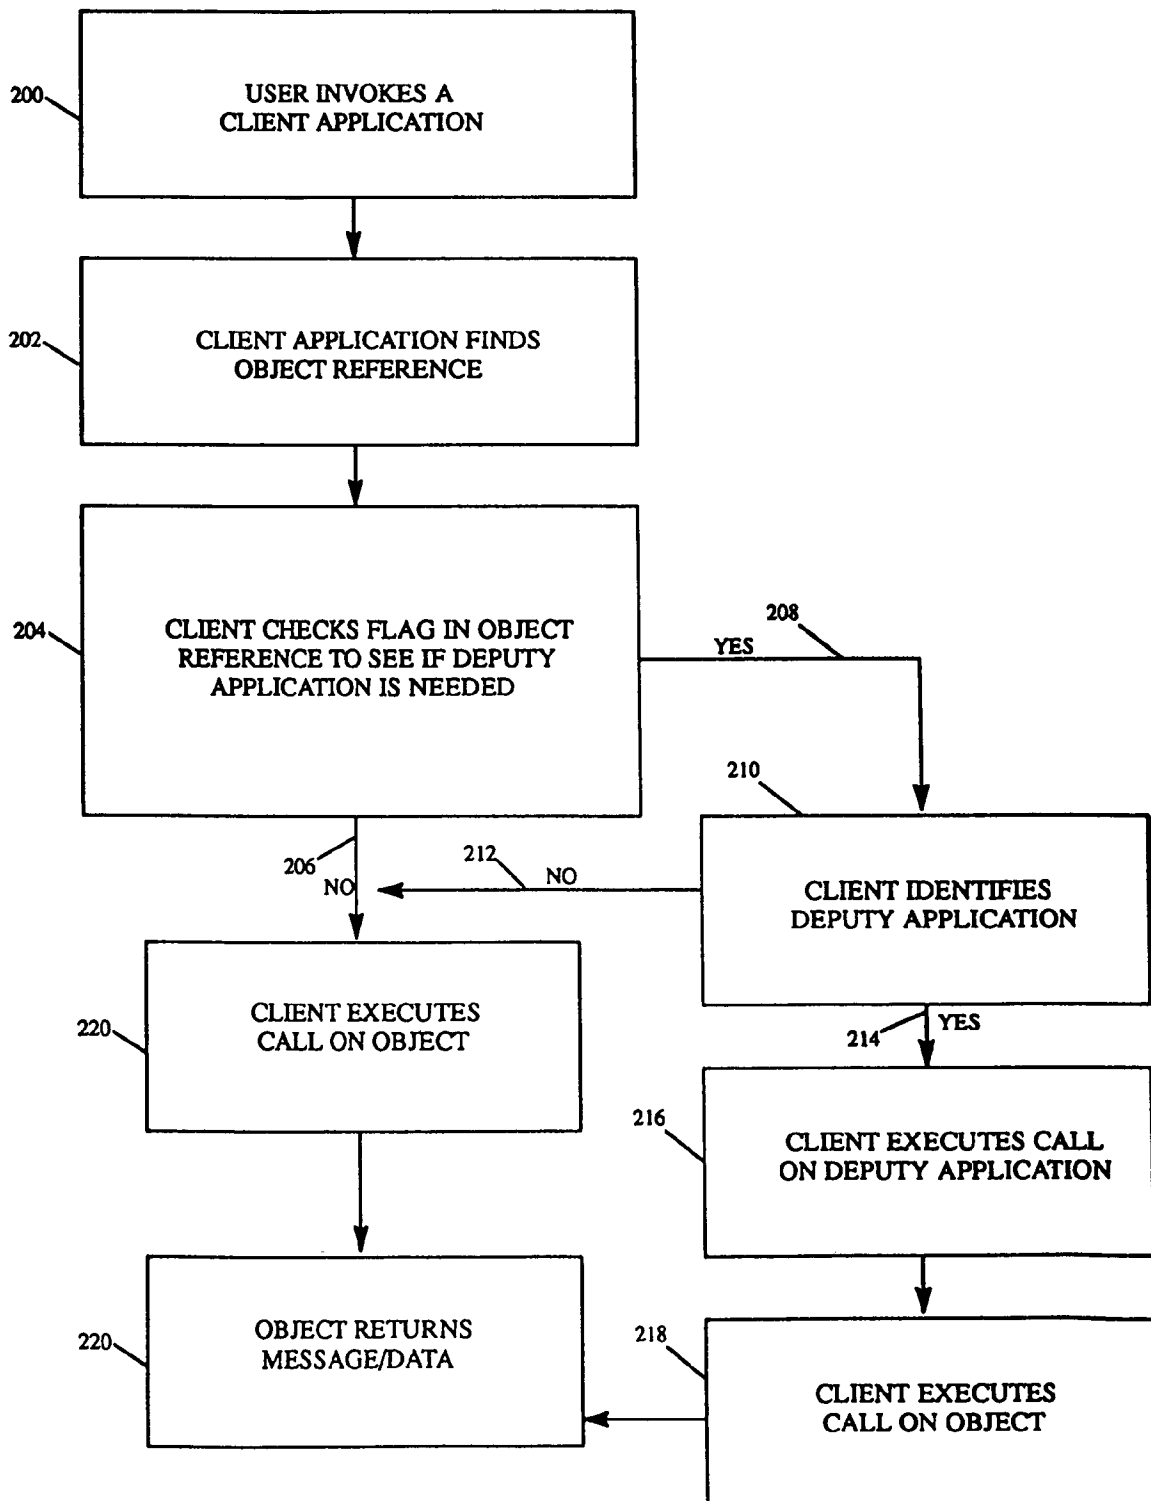 200
USER INVOKES A
CLIENT APPLICATION
202
CLIENT APPLICATION FINDS
OBJECT REFERENCE
204
CLIENT CHECKS FLAG IN OBJECT
REFERENCE TO SEE IF DEPUTY
APPLICATION IS NEEDED
208
YES
210
206
NO
212
NO
CLIENT IDENTIFIES
DEPUTY APPLICATION
214
YES
220
CLIENT EXECUTES
CALL ON OBJECT
216
CLIENT EXECUTES CALL
ON DEPUTY APPLICATION
220
OBJECT RETURNS
MESSAGE/DATA
218
CLIENT EXECUTES
CALL ON OBJECT